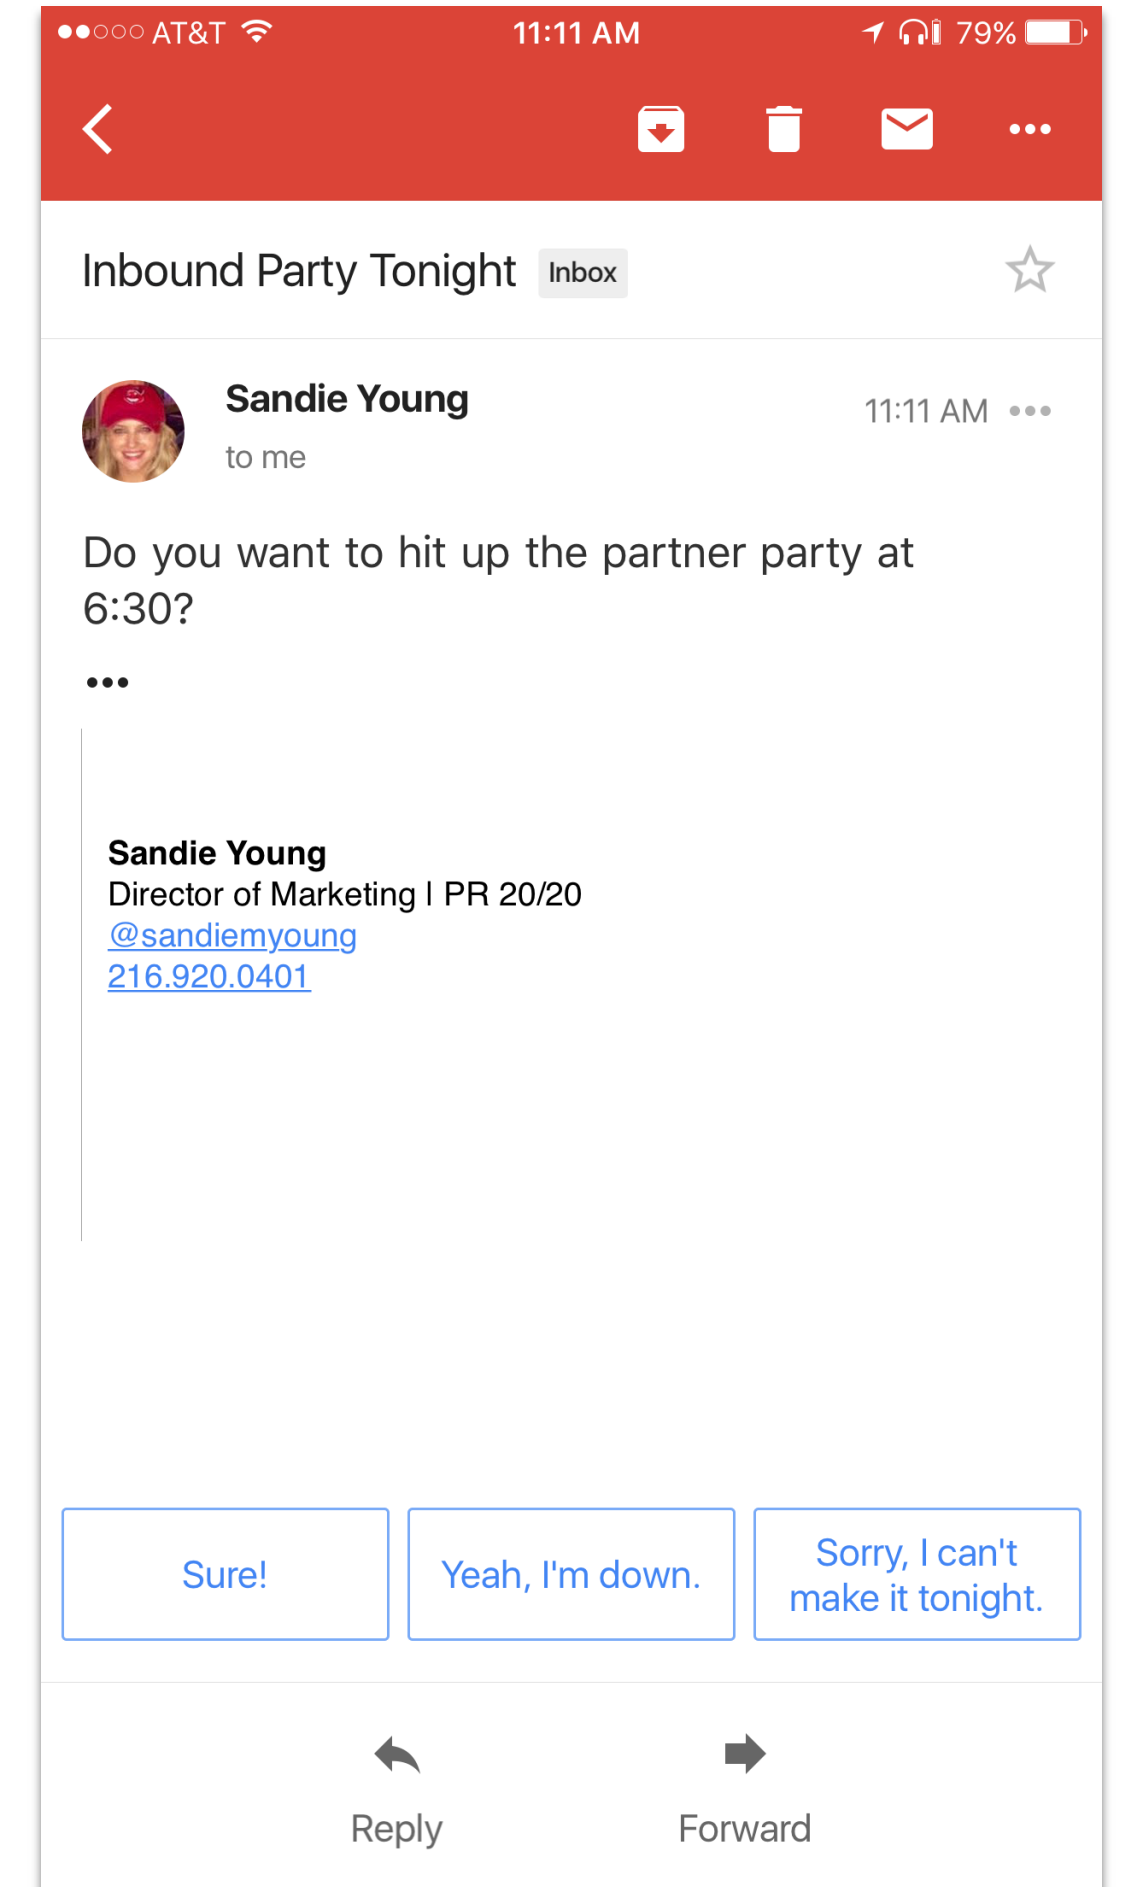 AT&T 11:11 AM 79%
Inbound Party Tonight Inbox
Sandie Young
11:11 AM
to me
Do you want to hit up the partner party at
6:30?
Sandie Young
Director of Marketing | PR 20/20
@sandiemyoung
216.920.0401
Sure!
Yeah, I'm down.
Sorry, I can't
make it tonight.
Reply
Forward